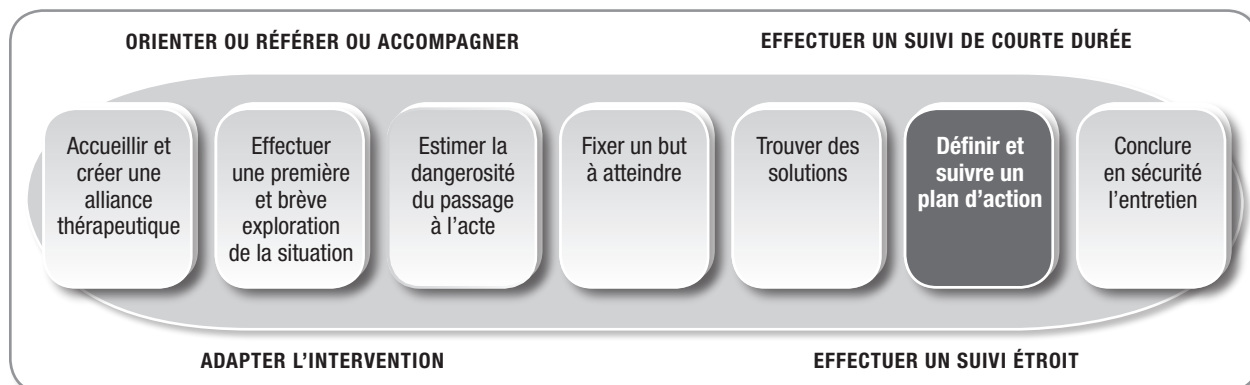 ORIENTER OU RÉFÉRER OU ACCOMPAGNER
EFFECTUER UN SUIVI DE COURTE DURÉE
Accueillir et
créer une
alliance
thérapeutique
Effectuer
une première
et brève
exploration
de la situation
Estimer la
dangerosité
du passage
à l’acte
Fixer un but
à atteindre
Trouver des
solutions
Définir et
suivre un
plan d’action
Conclure
en sécurité
l’entretien
ADAPTER L’INTERVENTION
EFFECTUER UN SUIVI ÉTROIT